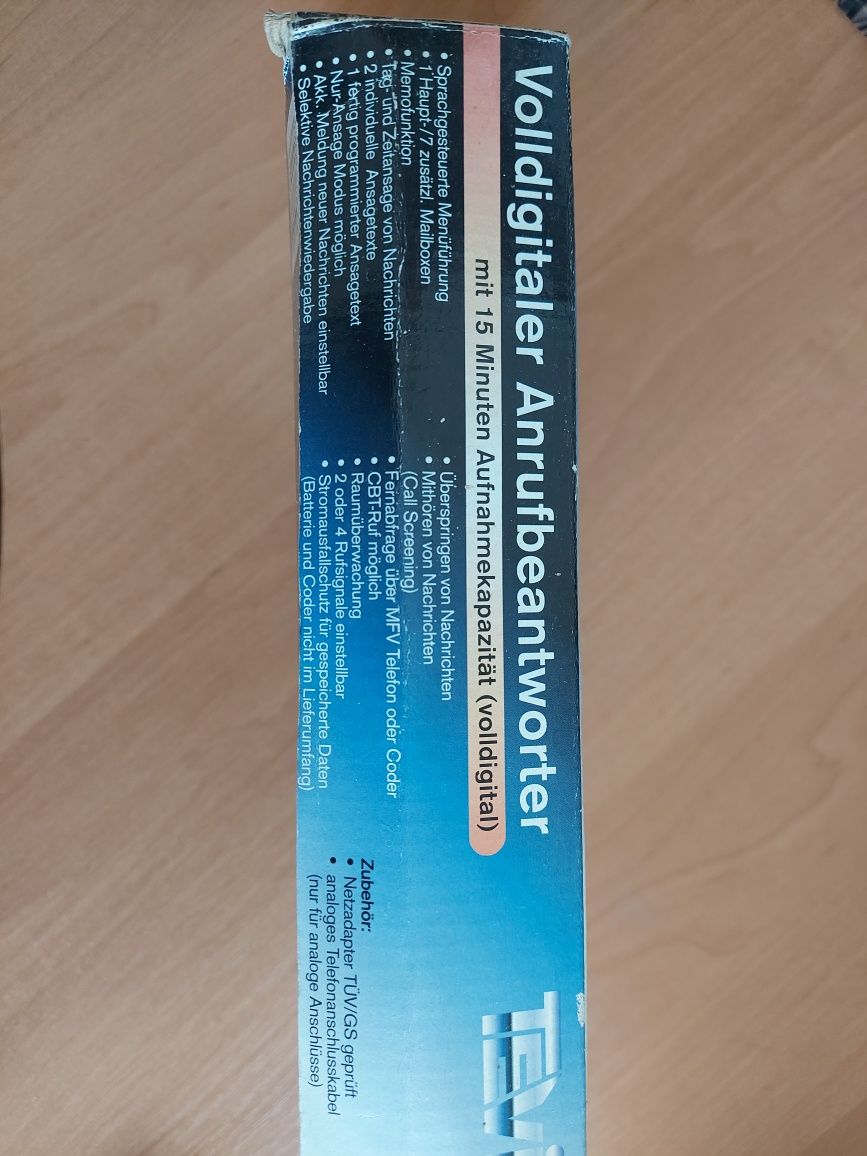 Volldigitaler Anrufbeantworter
mit 15 Minuten Aufnahmekapazität (volldigital)
• Sprachgesteuerte Menüführung
• 1 Haupt-/7 zusätzl. Mailboxen
• Memofunktion
• Tag- und Zeitansage von Nachrichten
• 2 individuelle Ansagetexte
• 1 fertig programmierter Ansagetext
• Nur-Ansage Modus möglich
• Akk. Meldung neuer Nachrichten einstellbar
• Selektive Nachrichtenwiedergabe
• Überspringen von Nachrichten
• Mithören von Nachrichten
(Call Screening)
• Fernabfrage über MFV Telefon oder Coder
• CBT-Ruf möglich
• Raumüberwachung
• 2 oder 4 Rufsignale einstellbar
• Stromausfallschutz für gespeicherte Daten
(Batterie und Coder nicht im Lieferumfang)
Zubehör:
• Netzadapter TÜV/GS geprüft
• analoges Telefonanschlusskabel
(nur für analoge Anschlüsse)